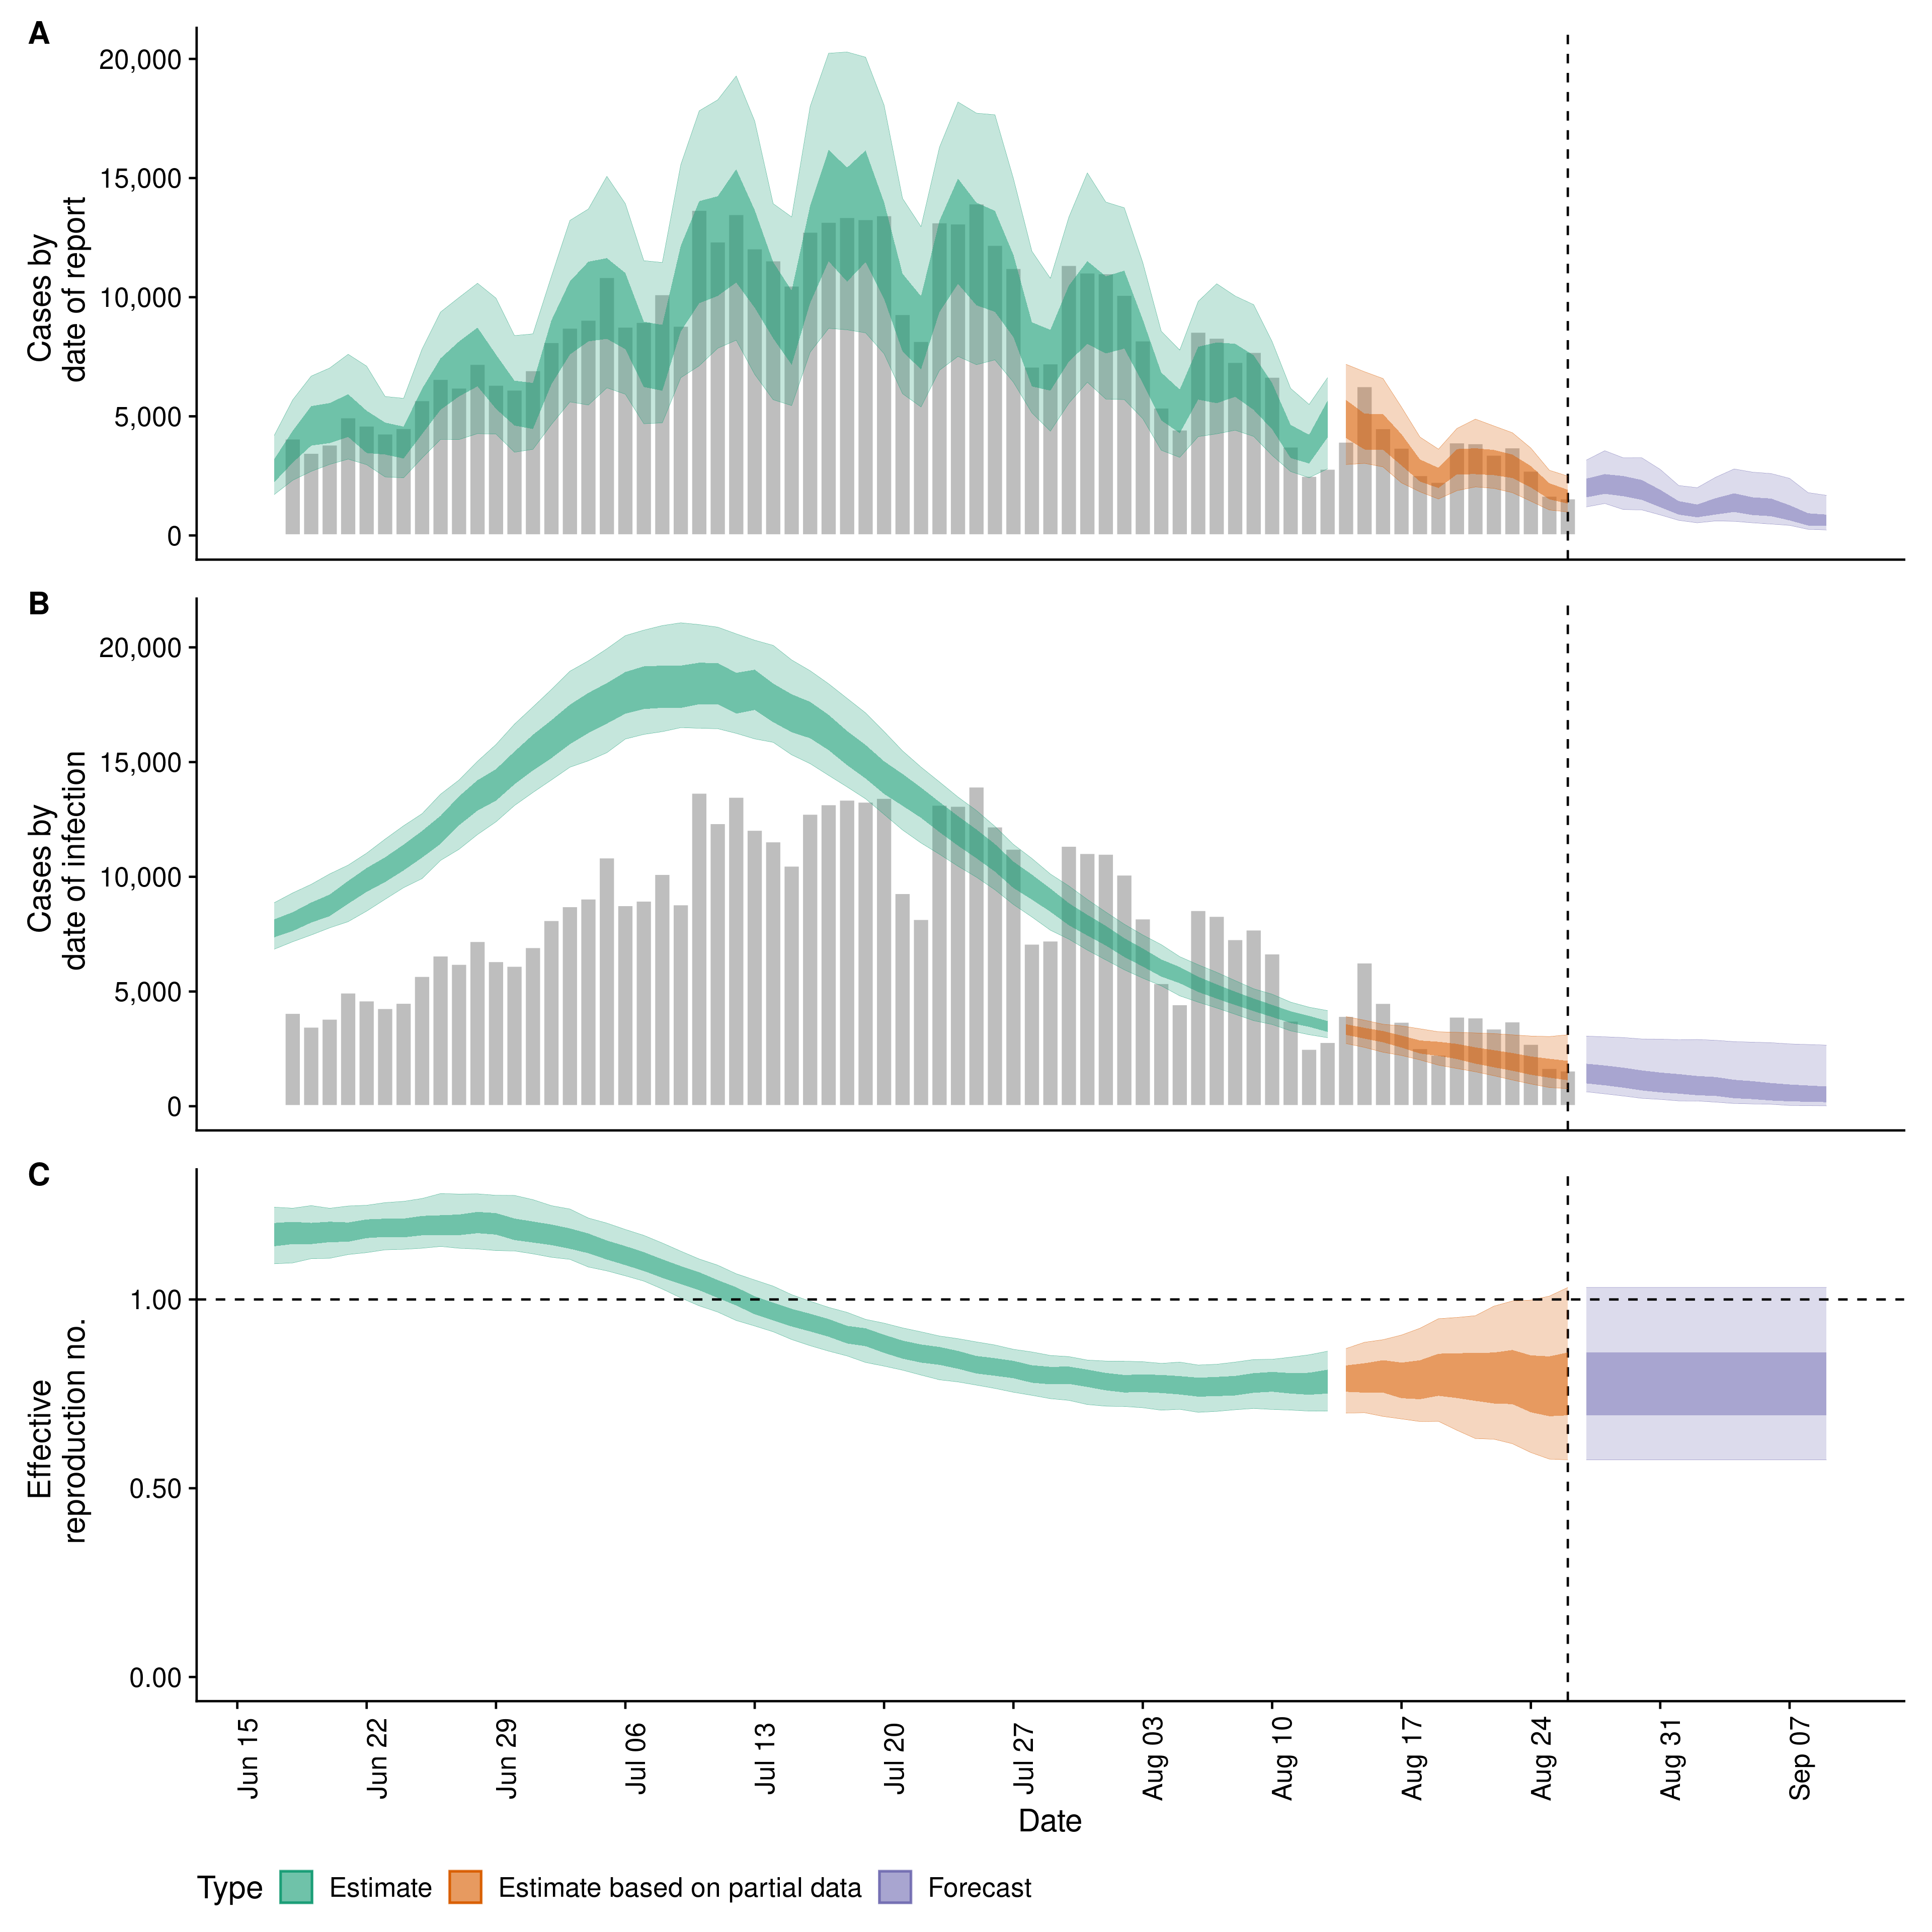 A
20,000
15,000
10,000
5,000
0
Cases by
date of report
B
20,000
15,000
10,000
5,000
0
Cases by
date of infection
C
1.00
0.50
0.00
Effective
reproduction no.
Jun 15
Jun 22
Jun 29
Jul 06
Jul 13
Jul 20
Jul 27
Aug 03
Aug 10
Aug 17
Aug 24
Aug 31
Sep 07
Date
Type Estimate Estimate based on partial data Forecast